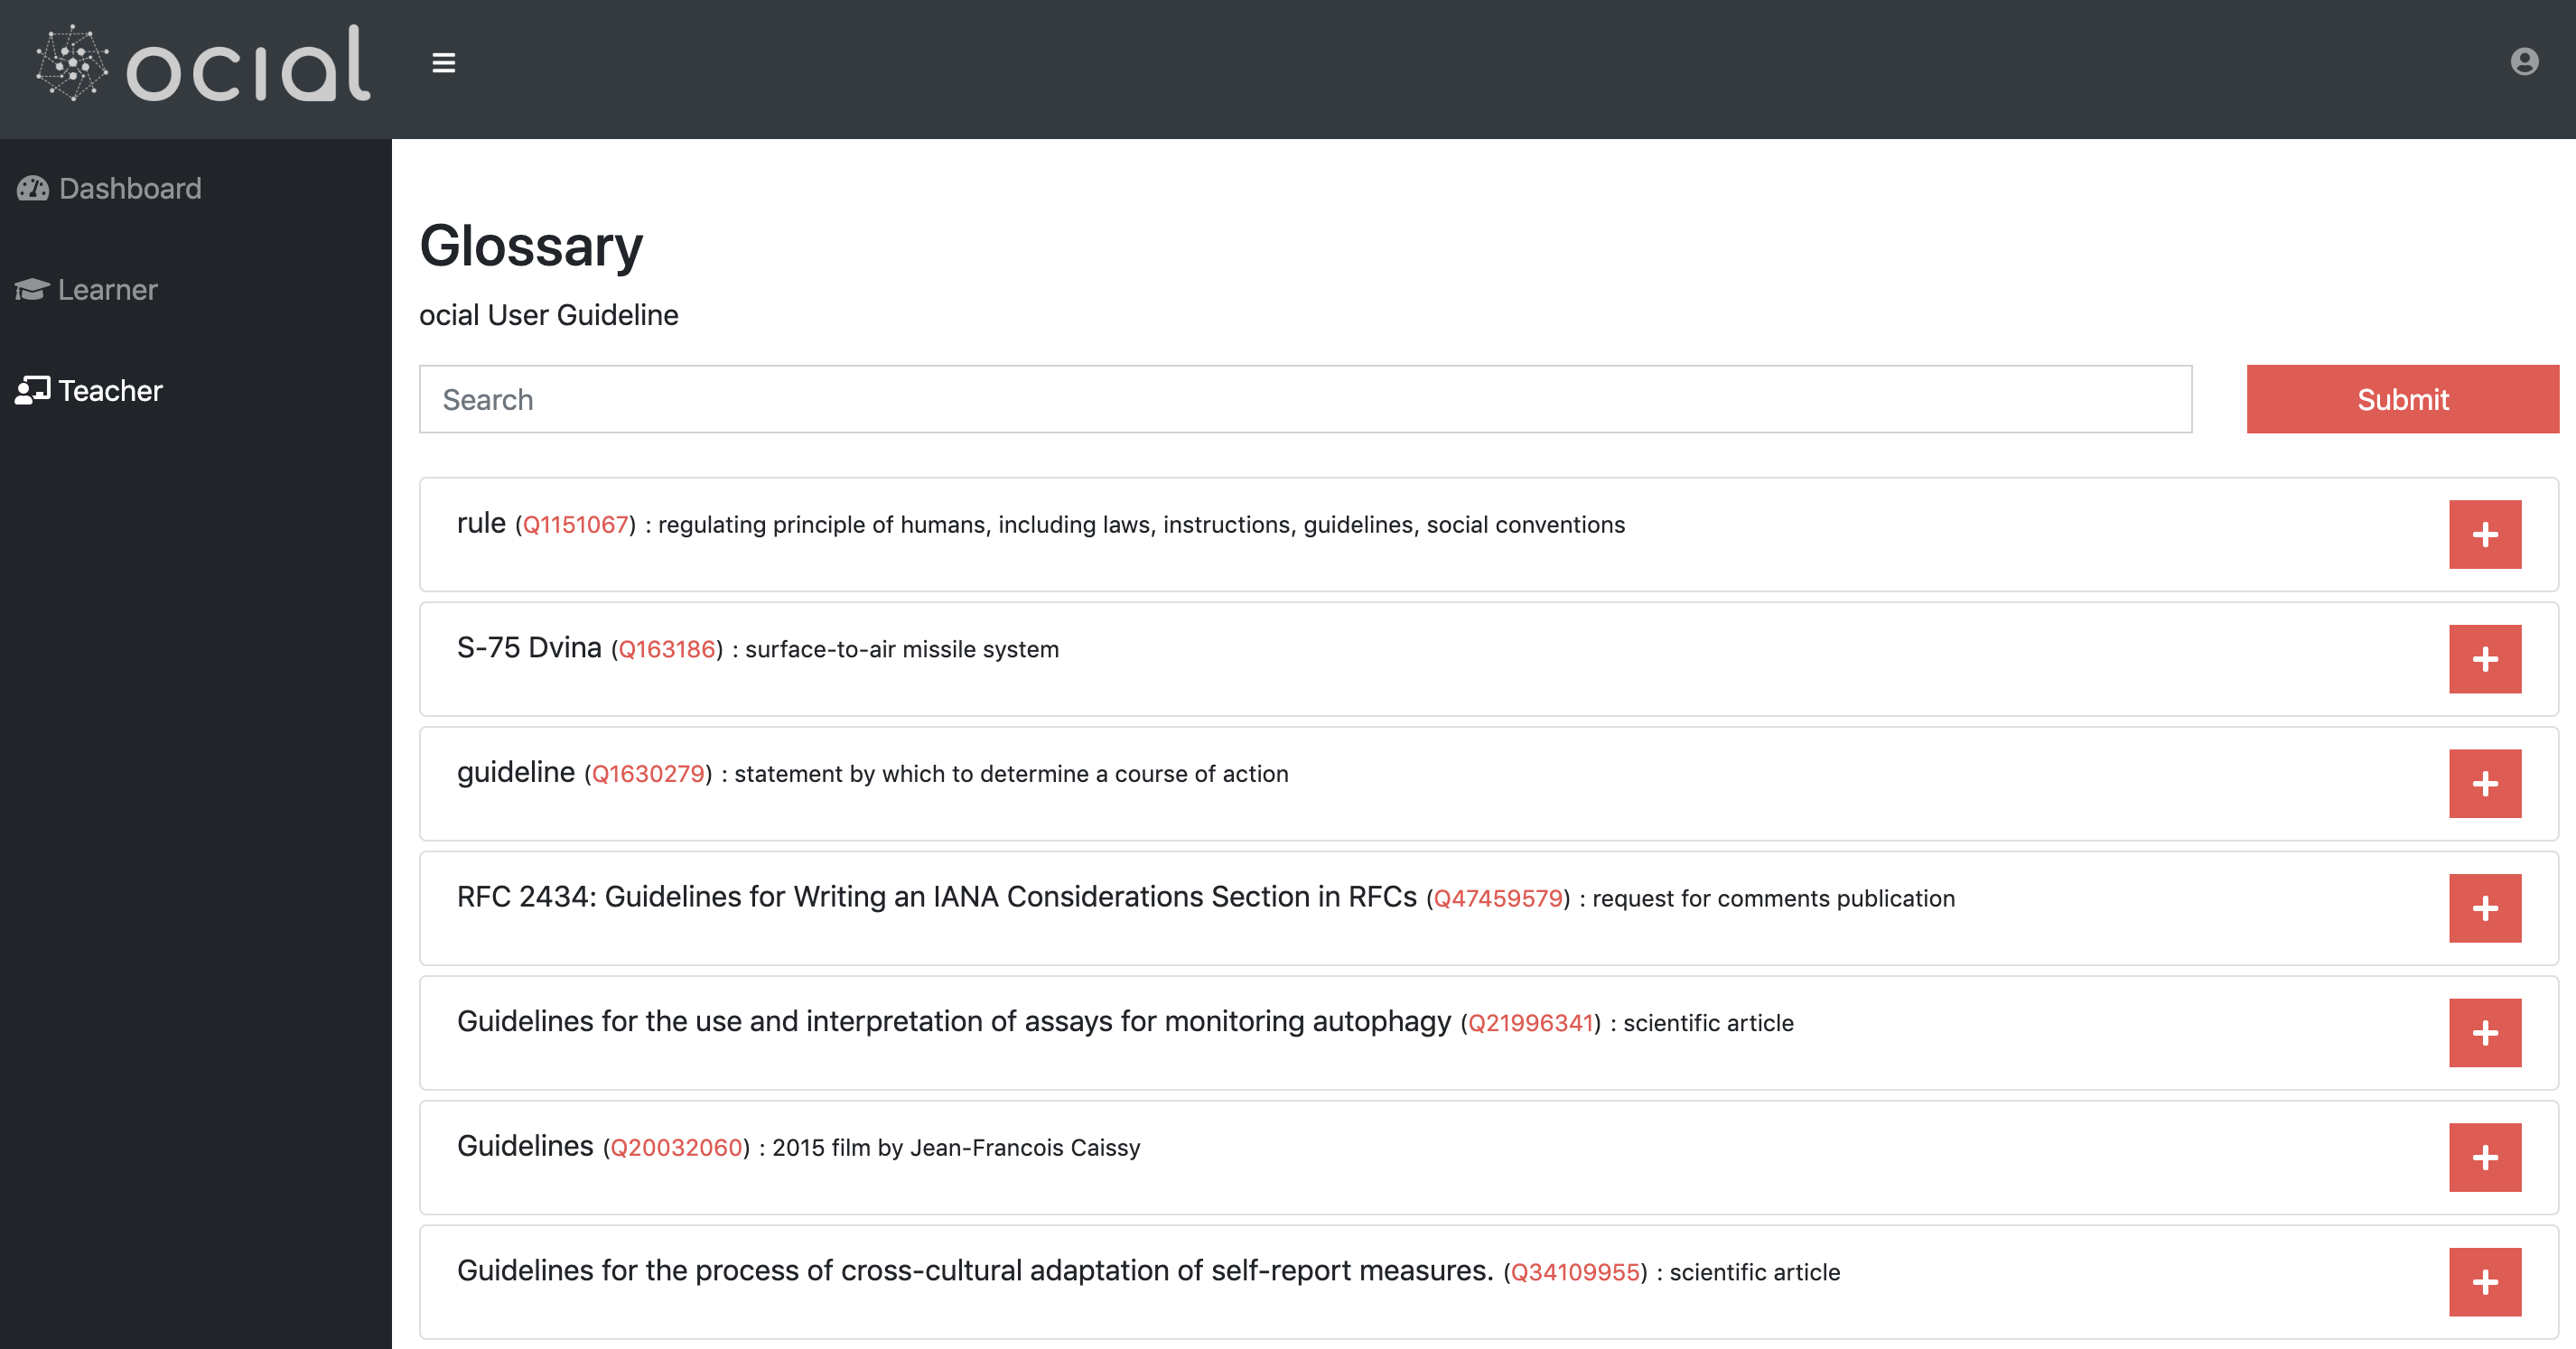 ocial
Dashboard
Learner
Teacher
Glossary
ocial User Guideline
Search
Submit
rule (Q1151067) : regulating principle of humans, including laws, instructions, guidelines, social conventions
S-75 Dvina (Q163186) : surface-to-air missile system
guideline (Q1630279) : statement by which to determine a course of action
RFC 2434: Guidelines for Writing an IANA Considerations Section in RFCs (Q47459579) : request for comments publication
Guidelines for the use and interpretation of assays for monitoring autophagy (Q21996341) : scientific article
Guidelines (Q20032060) : 2015 film by Jean-Francois Caissy
Guidelines for the process of cross-cultural adaptation of self-report measures. (Q34109955) : scientific article